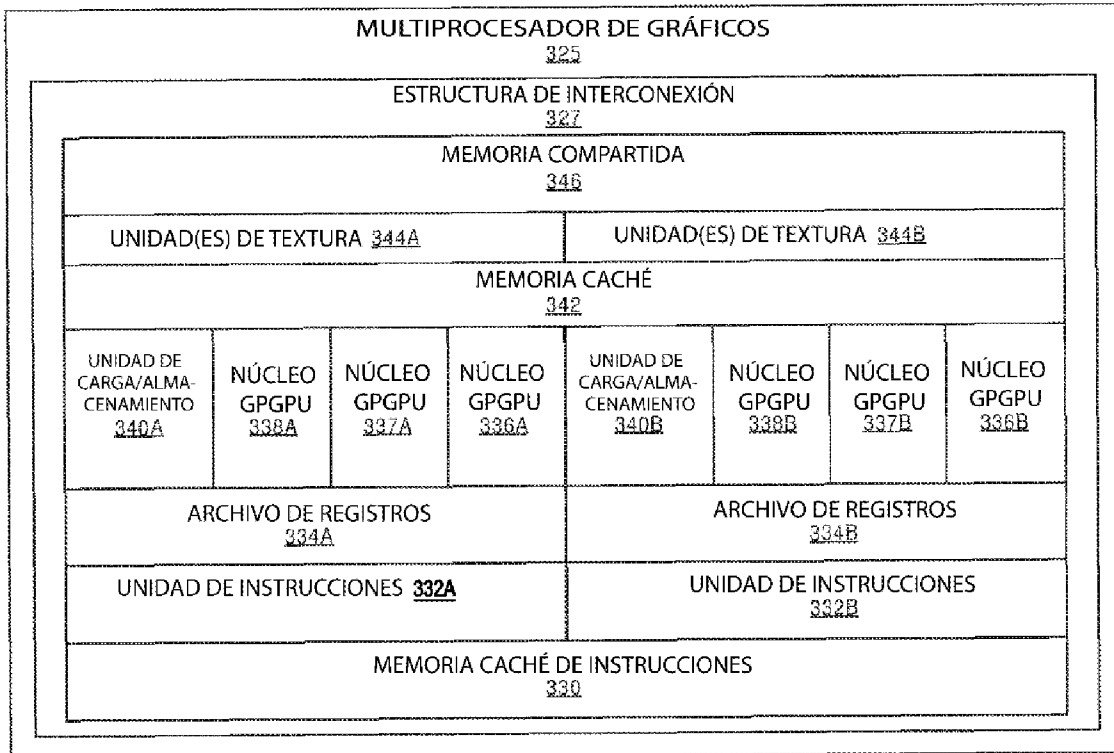 MULTIPROCESADOR DE GRÁFICOS
325
ESTRUCTURA DE INTERCONEXIÓN
327
MEMORIA COMPARTIDA
346
UNIDAD(ES) DE TEXTURA 344A
UNIDAD(ES) DE TEXTURA 344B
MEMORIA CACHÉ
342
UNIDAD DE
CARGA/ALMA-
CENAMIENTO
340A
NÚCLEO
GPGPU
338A
NÚCLEO
GPGPU
337A
NÚCLEO
GPGPU
336A
UNIDAD DE
CARGA/ALMA-
CENAMIENTO
340B
NÚCLEO
GPGPU
338B
NÚCLEO
GPGPU
337B
NÚCLEO
GPGPU
336B
ARCHIVO DE REGISTROS
334A
ARCHIVO DE REGISTROS
334B
UNIDAD DE INSTRUCCIONES 332A
UNIDAD DE INSTRUCCIONES
332B
MEMORIA CACHÉ DE INSTRUCCIONES
330